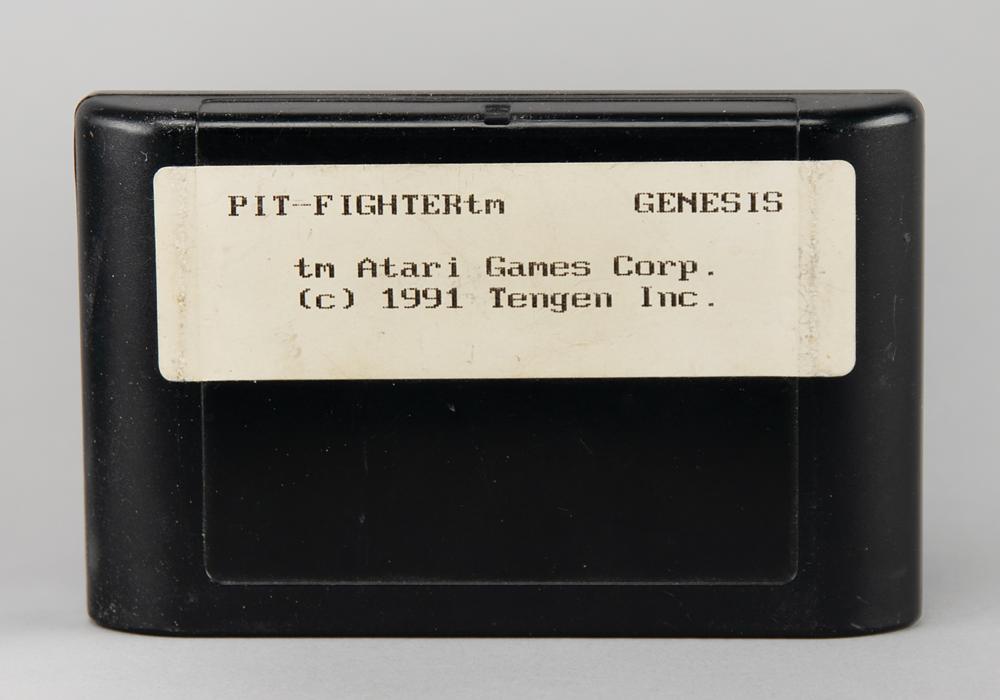 PIT-FIGHTERtm GENESIS
tm Atari Games Corp.
(c) 1991 Tengen Inc.